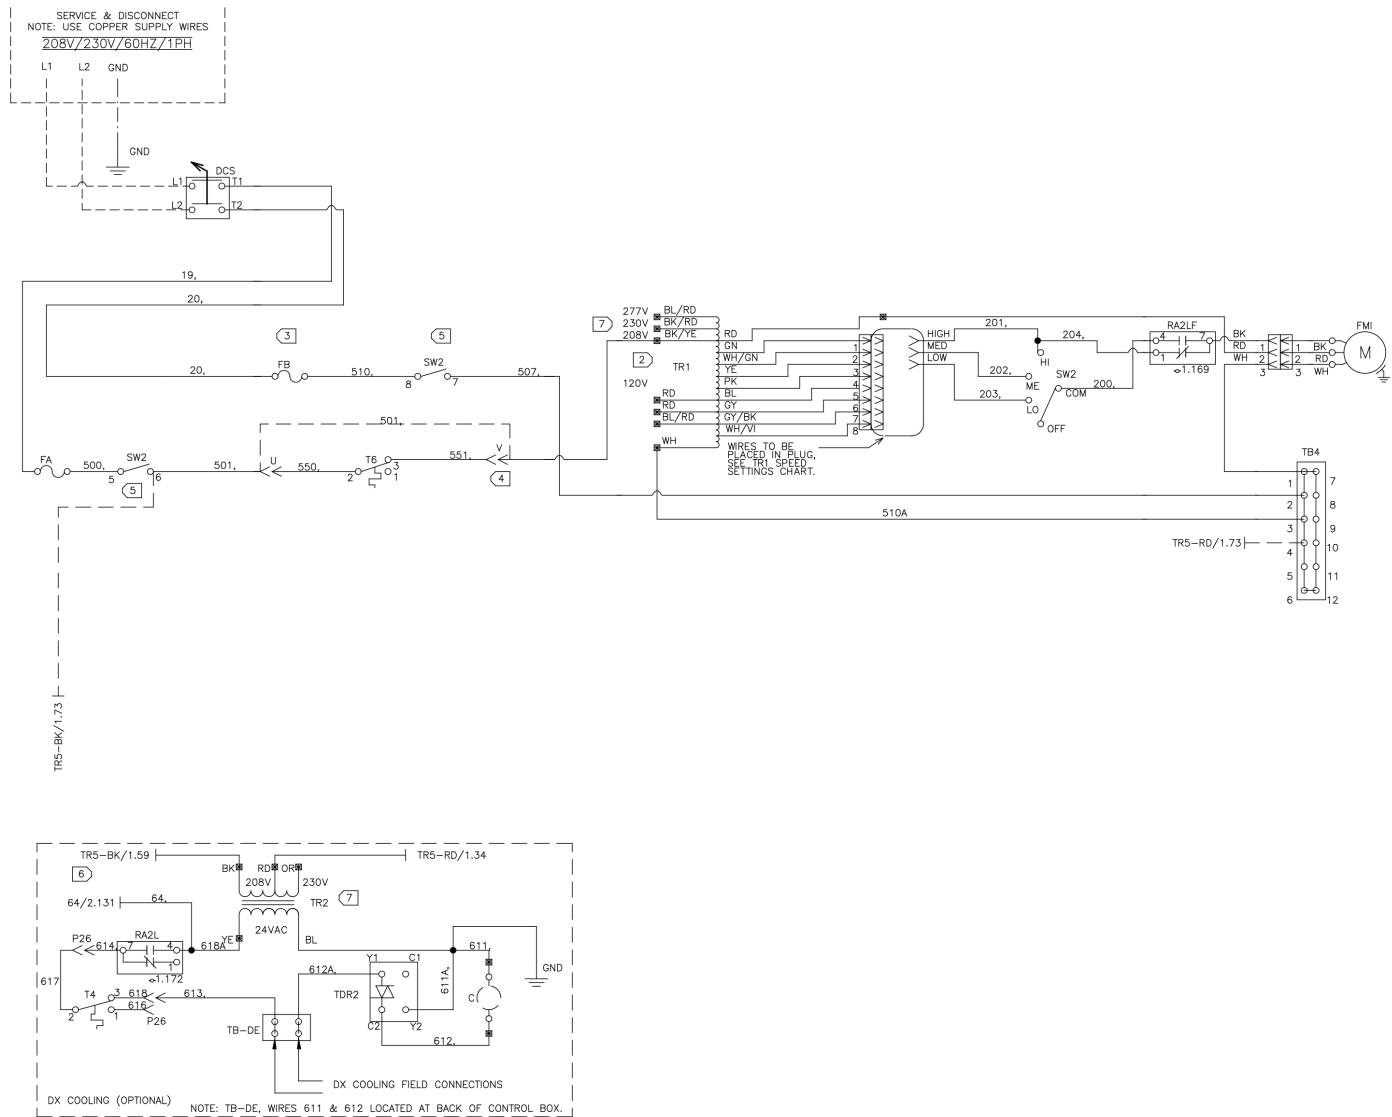 SERVICE & DISCONNECT
NOTE: USE COPPER SUPPLY WIRES
208V/230V/60HZ/1PH
L1 L2 GND
GND
DCS
L1 T1
L2 T2
19,
20,
3
5
20, FB 510, 8 SW2 7 507,
501,
FA 500, 5 SW2 6 501, U 550, 2 T6 3 1 551, V
5
4
TR5-BK/1.73
7
277V BL/RD
230V BK/RD
208V BK/YE
2
TR1
120V
RD
RD
BL/RD
WH
RD
GN
WH/GN
YE
PK
BL
GY
GY/BK
WH/VI
1
2
3
4
5
6
7
8
WIRES TO BE
PLACED IN PLUG,
SEE TR1 SPEED
SETTINGS CHART.
HIGH
MED
LOW
201,
202,
203,
204,
HI
ME
LO
OFF
SW2
COM
200,
RA2LF
4 7
1
1.169
BK
RD
WH
1 1 BK
2 2 RD
3 3 WH
FMI
M
TB4
1 7
2 8
3 9
4 10
5 11
6 12
510A
TR5-RD/1.73
TR5-BK/1.59
TR5-RD/1.34
6
BK RD OR
208V 230V
TR2
7
24VAC
YE BL
64/2.131
64,
P26 614, RA2L
7 4
1
1.172
618A
617
T4 3 618 613,
2 1 616
P26
612A,
Y1 C1
TDR2
C2 Y2
611A,
611,
GND
C
612,
TB-DE
DX COOLING FIELD CONNECTIONS
DX COOLING (OPTIONAL)
NOTE: TB-DE, WIRES 611 & 612 LOCATED AT BACK OF CONTROL BOX.